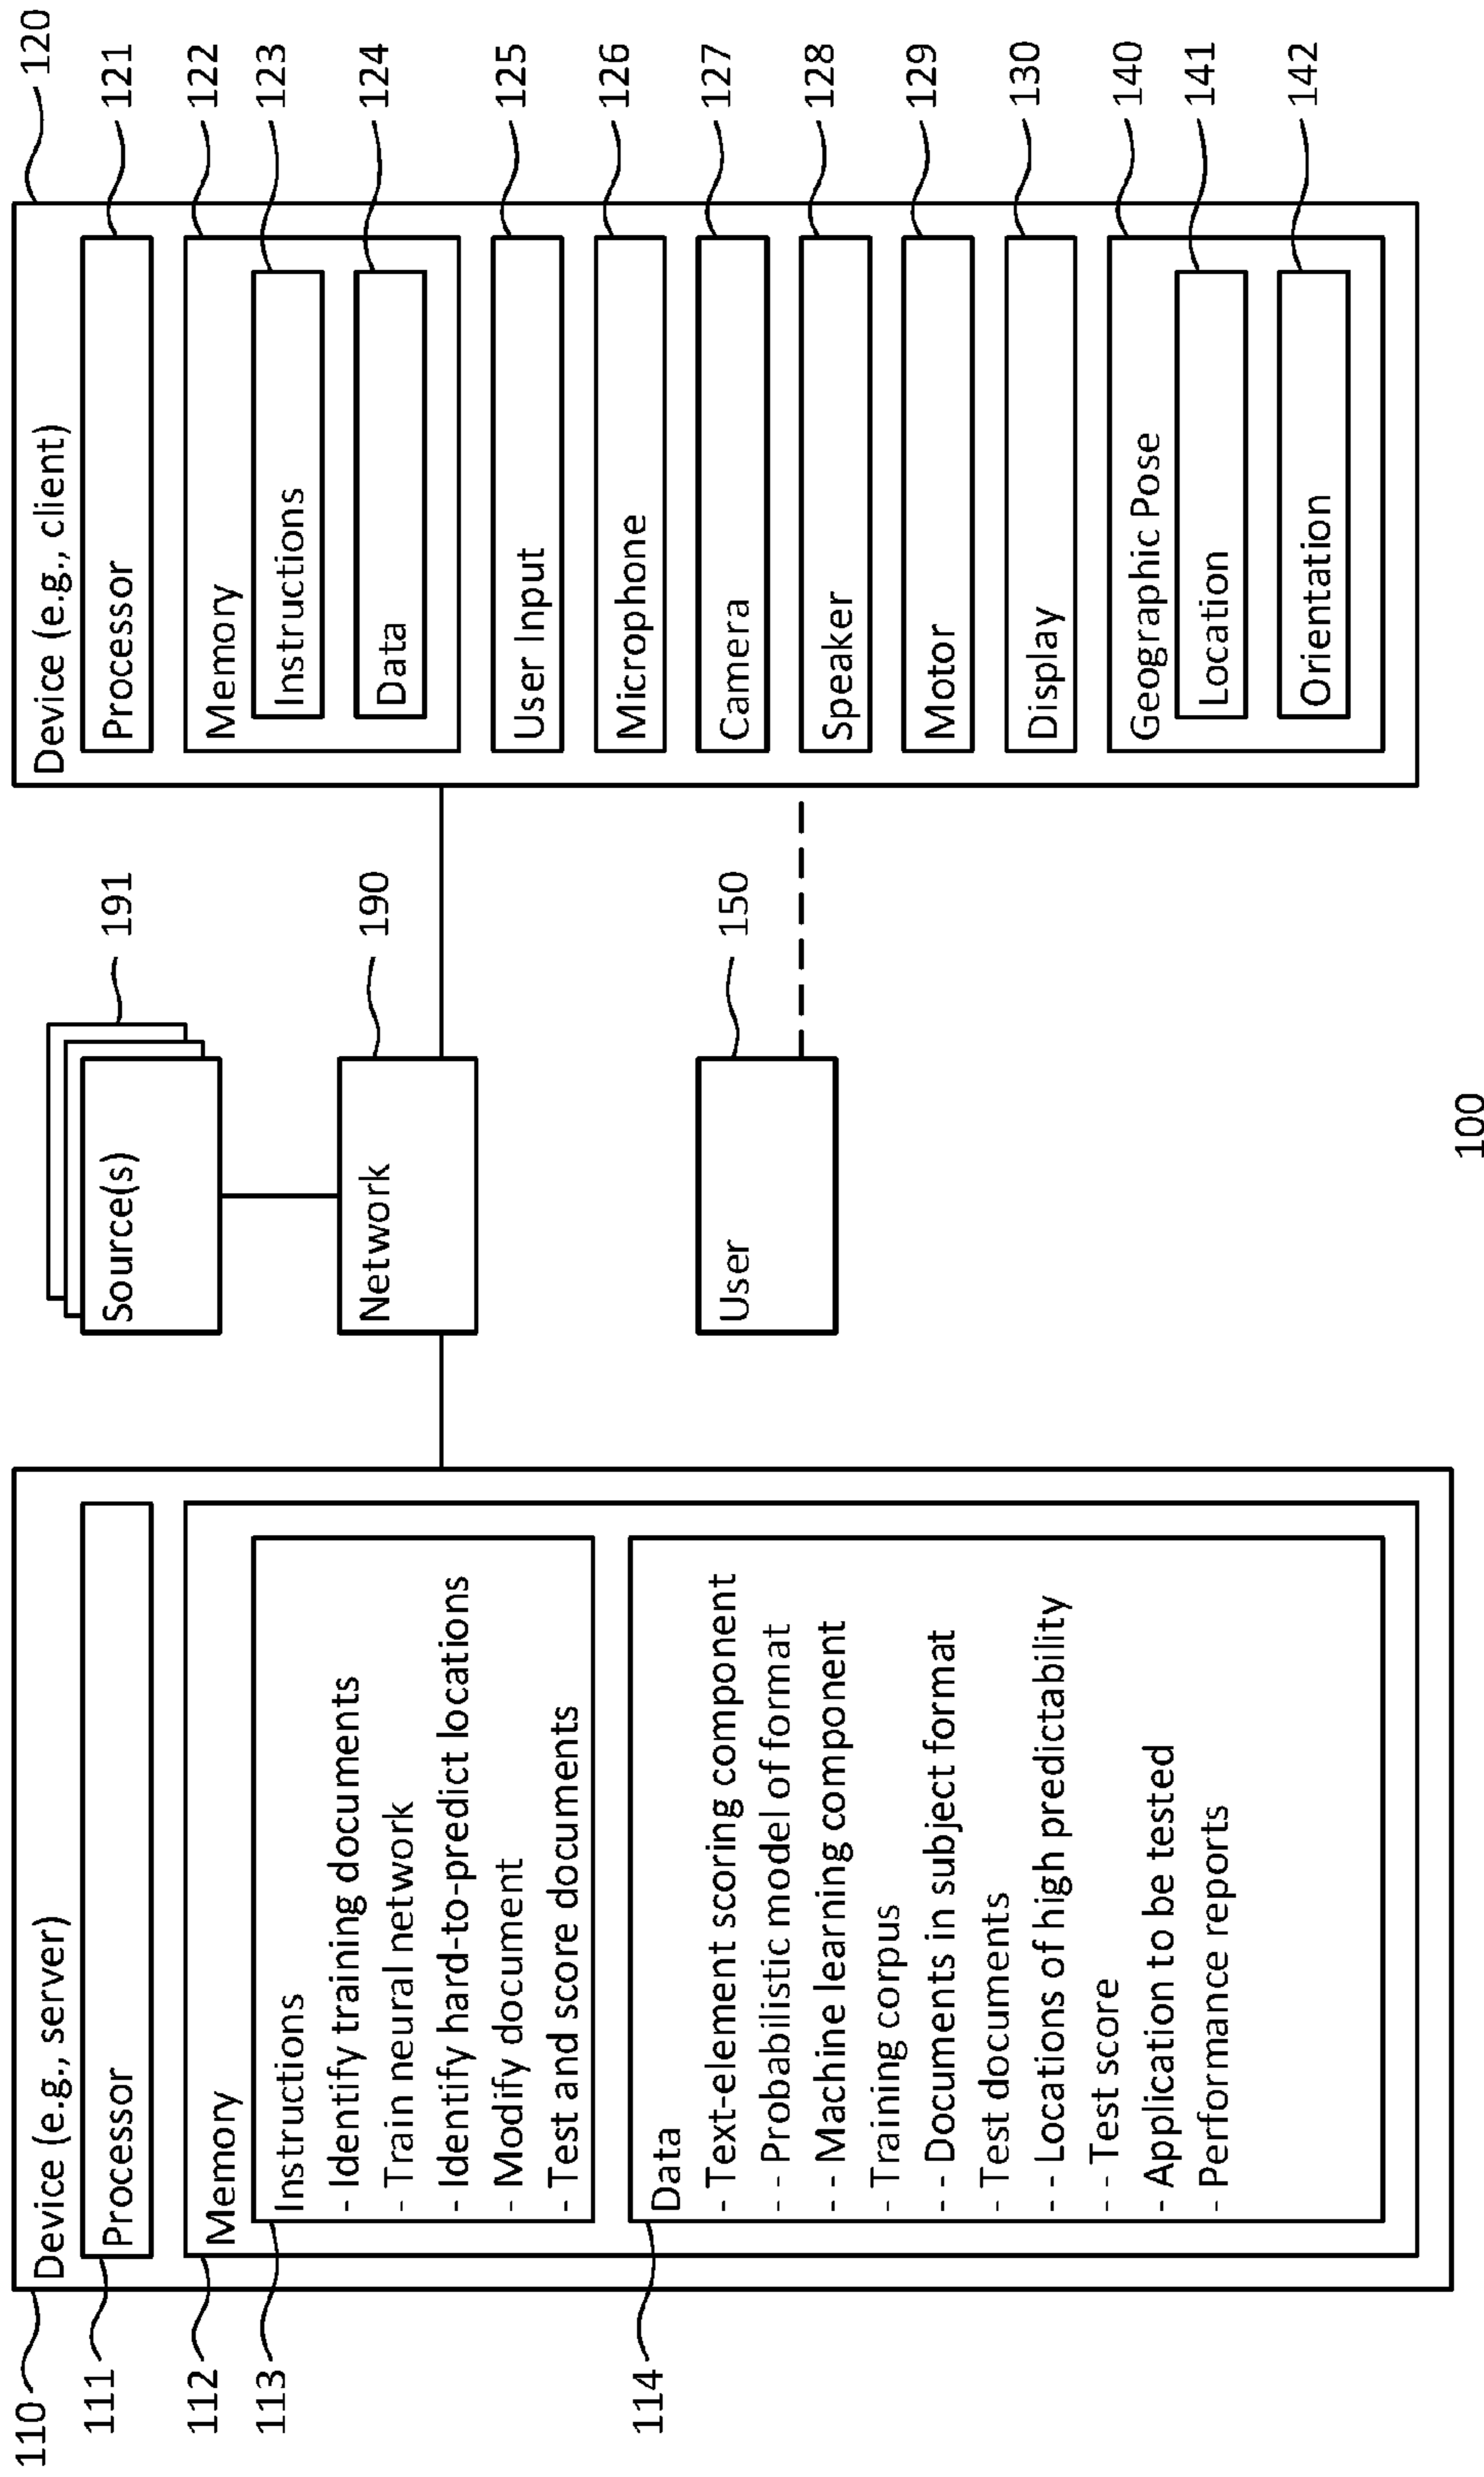 110
Device (e.g., server)
111
Processor
112
Memory
113
Instructions
- Identify training documents
- Train neural network
- Identify hard-to-predict locations
- Modify document
- Test and score documents
114
Data
- Text-element scoring component
- - Probabilistic model of format
- - Machine learning component
- Training corpus
- - Documents in subject format
- Test documents
- - Locations of high predictability
- - Test score
- Application to be tested
- Performance reports
Source(s)
191
Network
190
User
150
Device (e.g., client)
120
Processor
121
Memory
122
Instructions
123
Data
124
User Input
125
Microphone
126
Camera
127
Speaker
128
Motor
129
Display
130
Geographic Pose
140
Location
141
Orientation
142
100